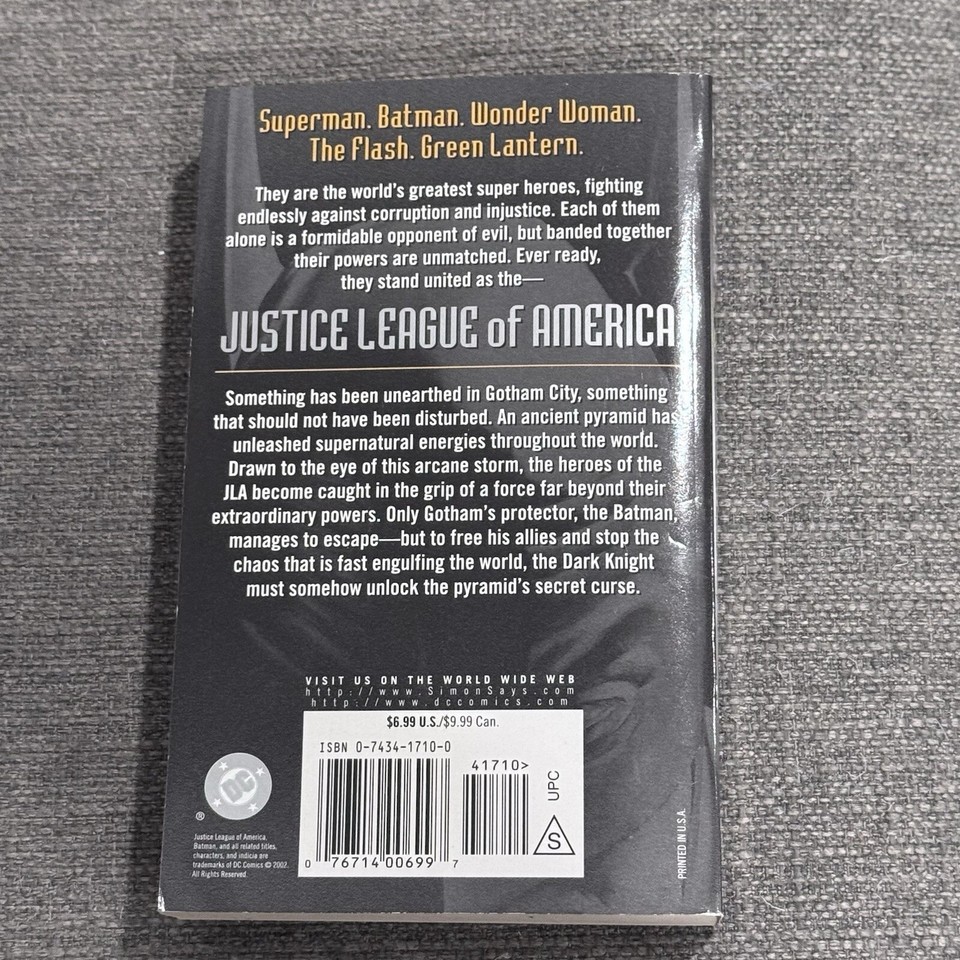 Superman. Batman. Wonder Woman.
The Flash. Green Lantern.
They are the world's greatest super heroes, fighting
endlessly against corruption and injustice. Each of them
alone is a formidable opponent of evil, but banded together
their powers are unmatched. Ever ready,
they stand united as the—
JUSTICE LEAGUE of AMERICA
Something has been unearthed in Gotham City, something
that should not have been disturbed. An ancient pyramid has
unleashed supernatural energies throughout the world.
Drawn to the eye of this arcane storm, the heroes of the
JLA become caught in the grip of a force far beyond their
extraordinary powers. Only Gotham's protector, the Batman,
manages to escape—but to free his allies and stop the
chaos that is fast engulfing the world, the Dark Knight
must somehow unlock the pyramid's secret curse.
VISIT US ON THE WORLD WIDE WEB
http://www.SimonSays.com
http://www.dccomics.com
$6.99 U.S./$9.99 Can.
ISBN 0-7434-1710-0
41710>
UPC
S
0 76714 00699 7
DC
®
Justice League of America,
Batman, and all related titles,
characters, and indicia are
trademarks of DC Comics © 2002.
All Rights Reserved.
PRINTED IN U.S.A.